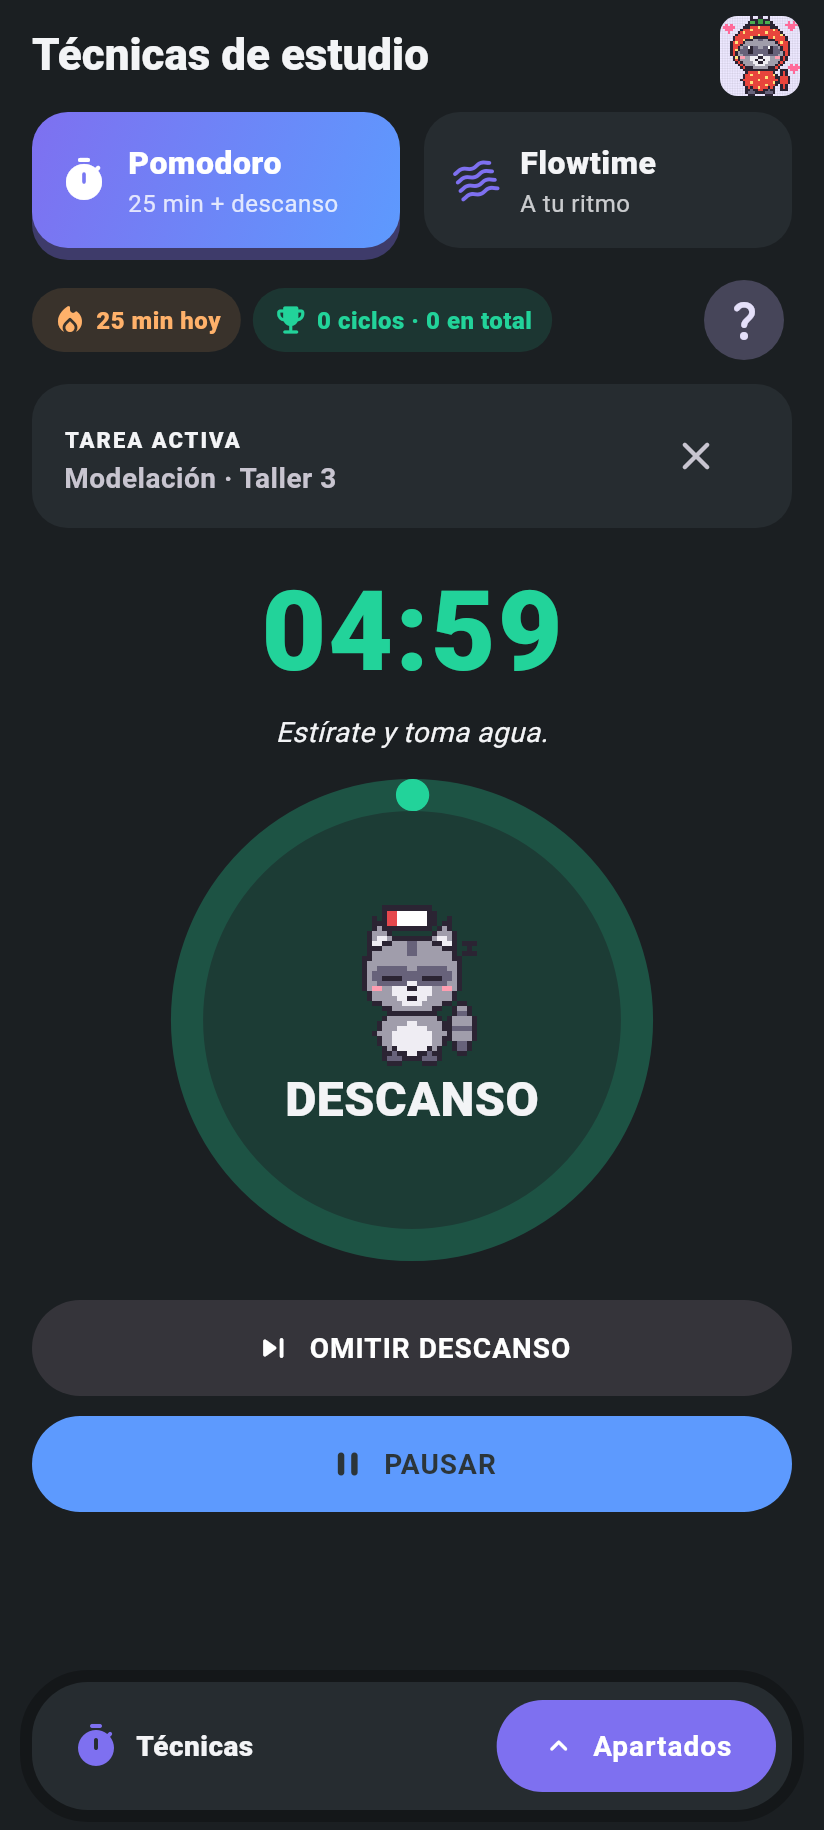 Técnicas de estudio
Pomodoro
25 min + descanso
Flowtime
A tu ritmo
25 min hoy
0 ciclos · 0 en total
?
TAREA ACTIVA
Modelación · Taller 3
04:59
Estírate y toma agua.
DESCANSO
OMITIR DESCANSO
PAUSAR
Técnicas
Apartados